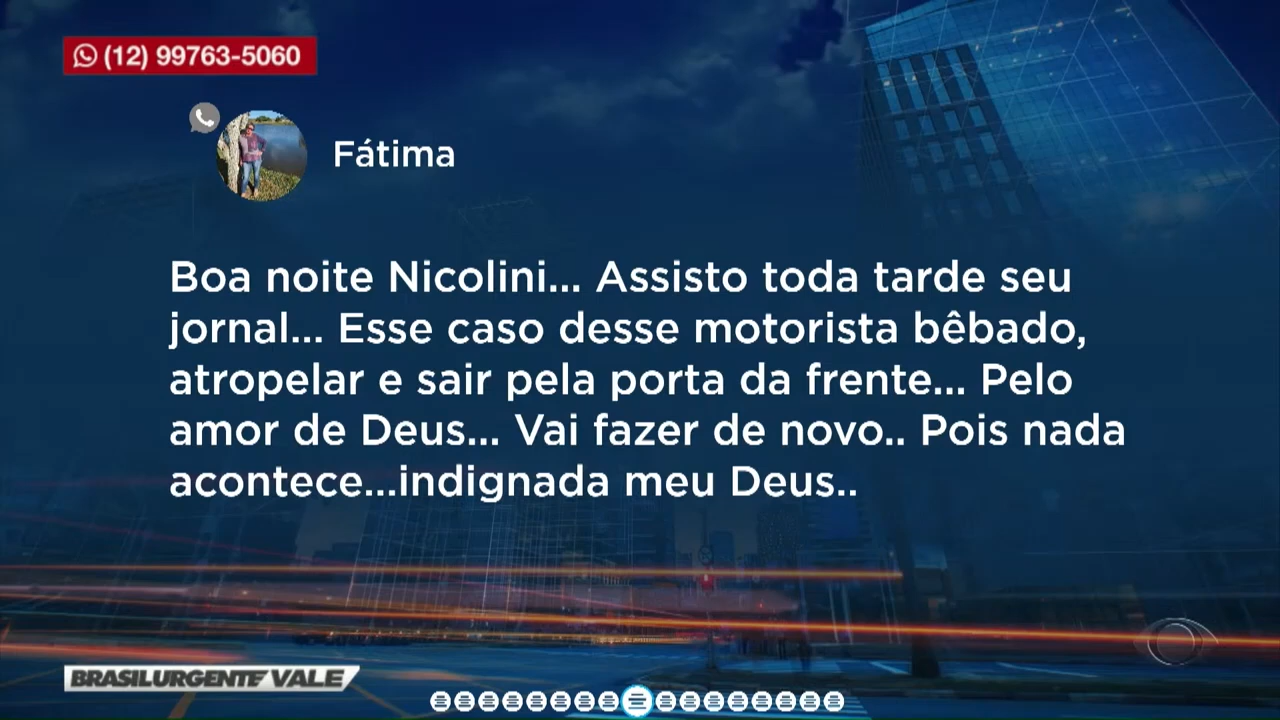 (12) 99763-5060
Fátima
Boa noite Nicolini... Assisto toda tarde seu
jornal... Esse caso desse motorista bêbado,
atropelar e sair pela porta da frente... Pelo
amor de Deus... Vai fazer de novo.. Pois nada
acontece...indignada meu Deus..
BRASILURGENTE VALE